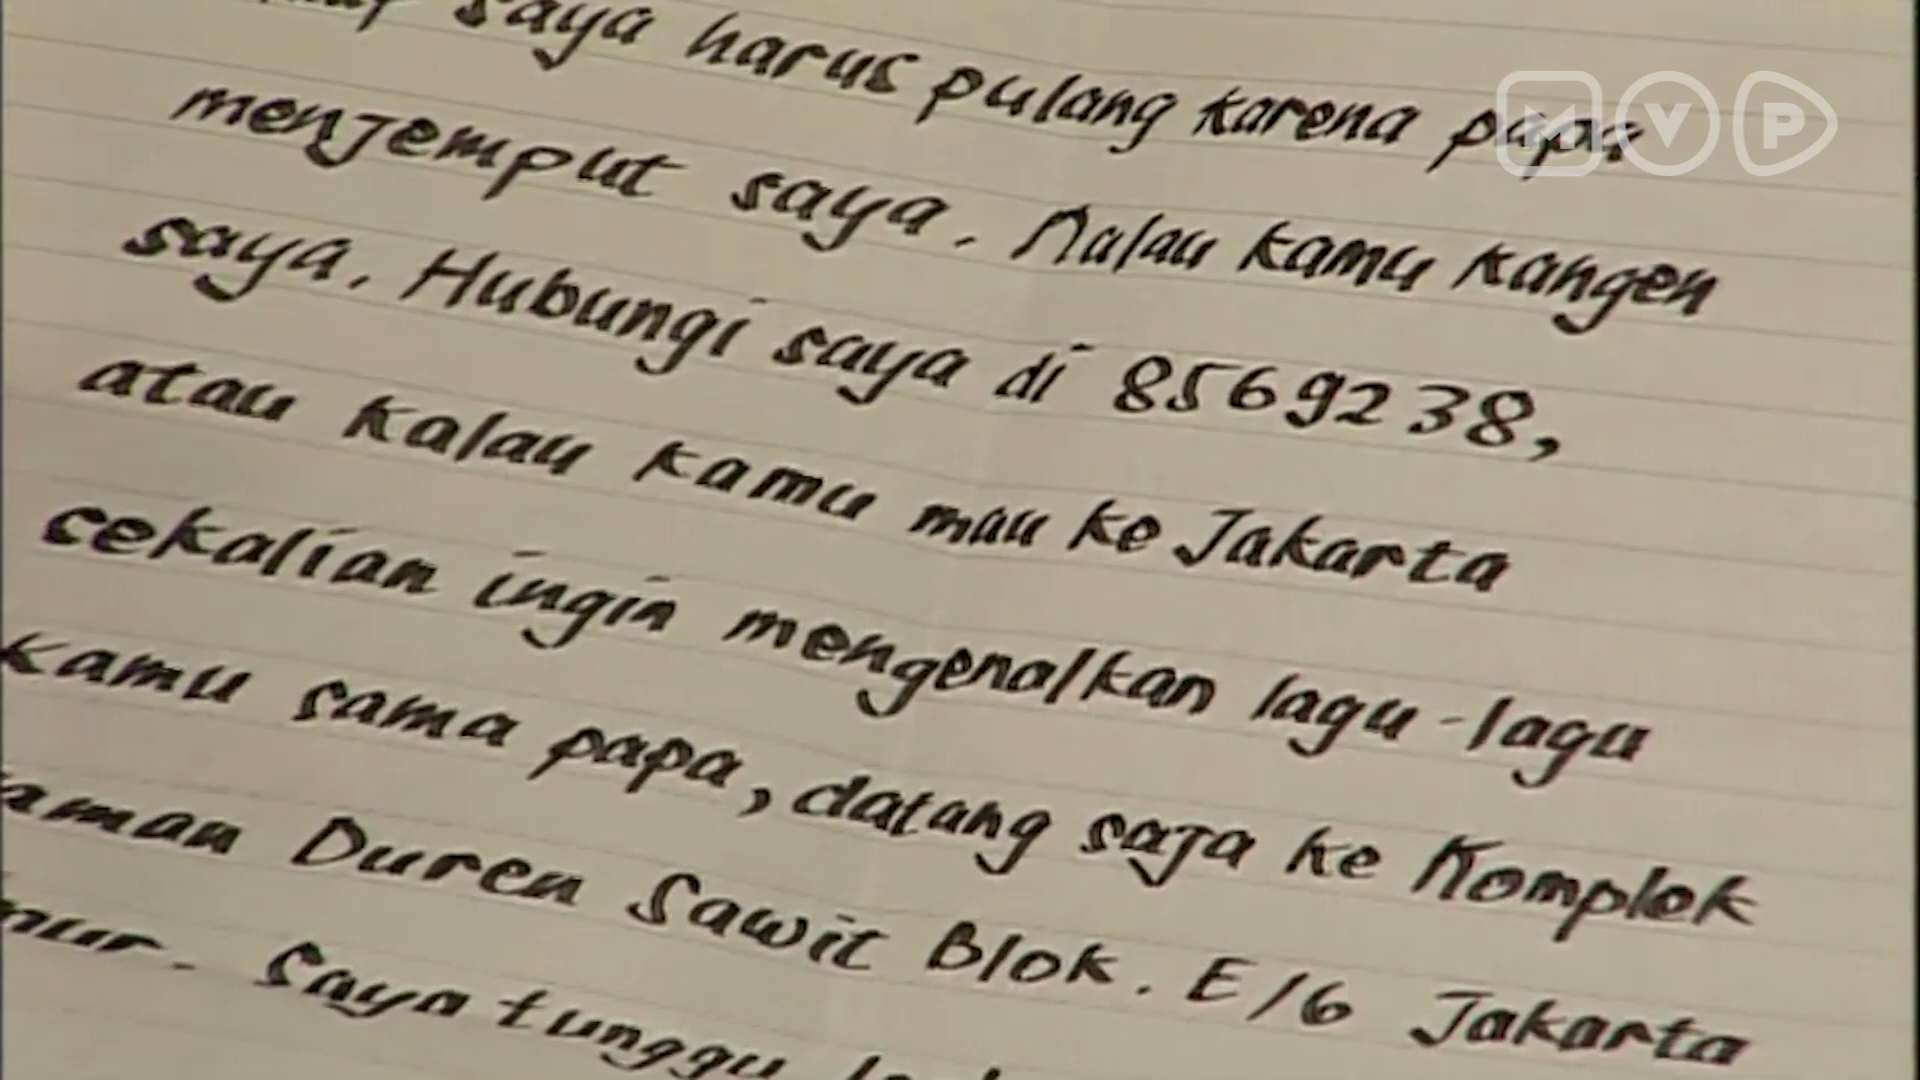 saya harus pulang karena papa
menjemput saya. Kalau kamu kangen
saya. Hubungi saya di 8569238,
atau kalau kamu mau ke Jakarta
sekalian ingin mengenalkan lagu-lagu
kamu sama papa, datang saja ke Komplek
Duren Sawit Blok. E/6 Jakarta
Saya tunggu
MVP